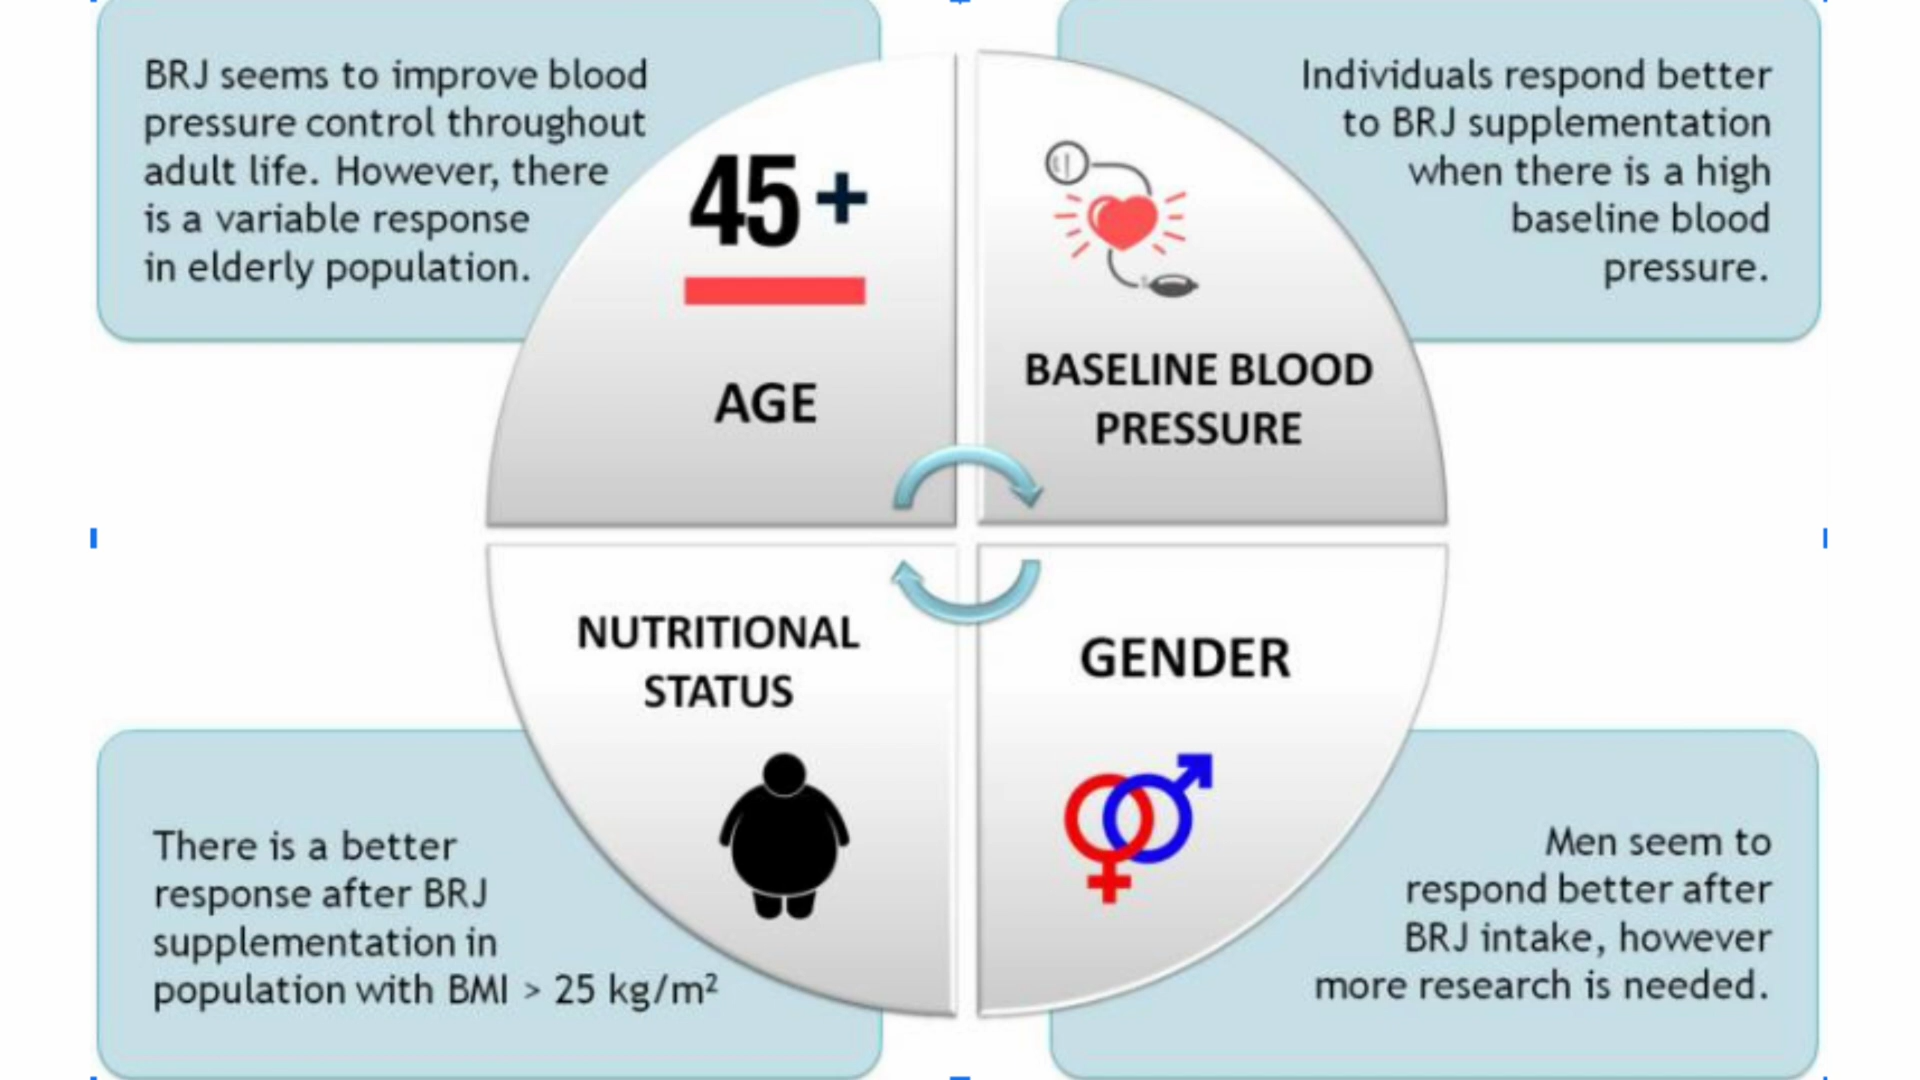 BRJ seems to improve blood
pressure control throughout
adult life. However, there
is a variable response
in elderly population.
45+
AGE
Individuals respond better
to BRJ supplementation
when there is a high
baseline blood
pressure.
BASELINE BLOOD
PRESSURE
NUTRITIONAL
STATUS
There is a better
response after BRJ
supplementation in
population with BMI > 25 kg/m²
GENDER
Men seem to
respond better after
BRJ intake, however
more research is needed.